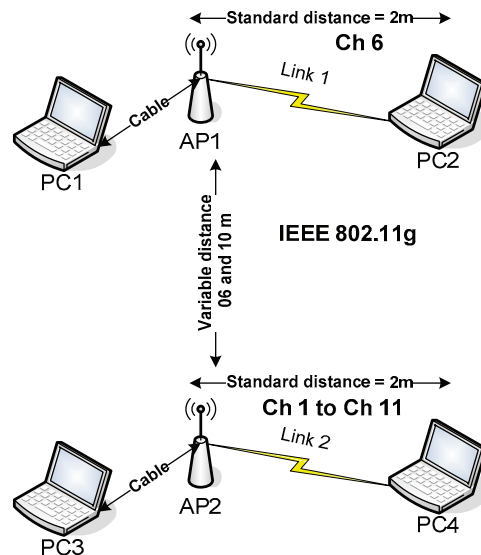 Standard distance = 2m
Ch 6
Link 1
Cable
AP1
PC1
PC2
Variable distance
06 and 10 m
IEEE 802.11g
Standard distance = 2m
Ch 1 to Ch 11
Link 2
Cable
AP2
PC3
PC4